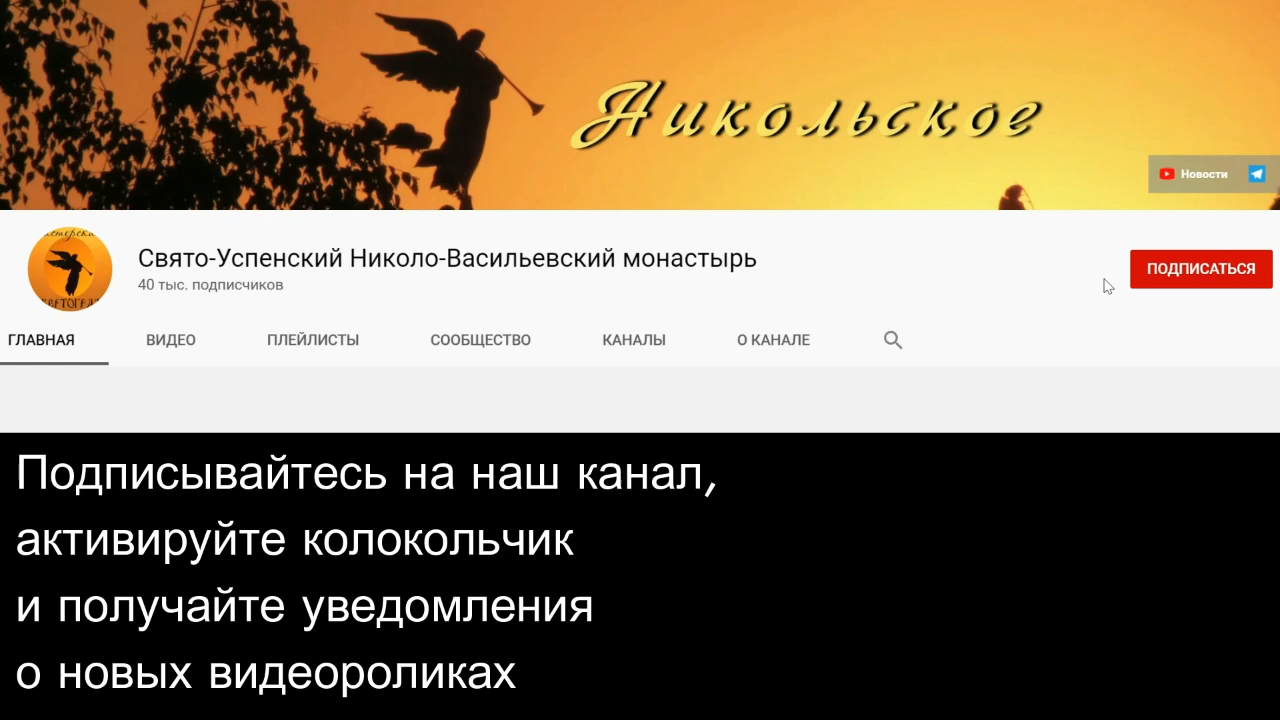 Никольское
Новости
Свято-Успенский Николо-Васильевский монастырь
40 тыс. подписчиков
ПОДПИСАТЬСЯ
ГЛАВНАЯ ВИДЕО ПЛЕЙЛИСТЫ СООБЩЕСТВО КАНАЛЫ О КАНАЛЕ
Подписывайтесь на наш канал,
активируйте колокольчик
и получайте уведомления
о новых видеороликах